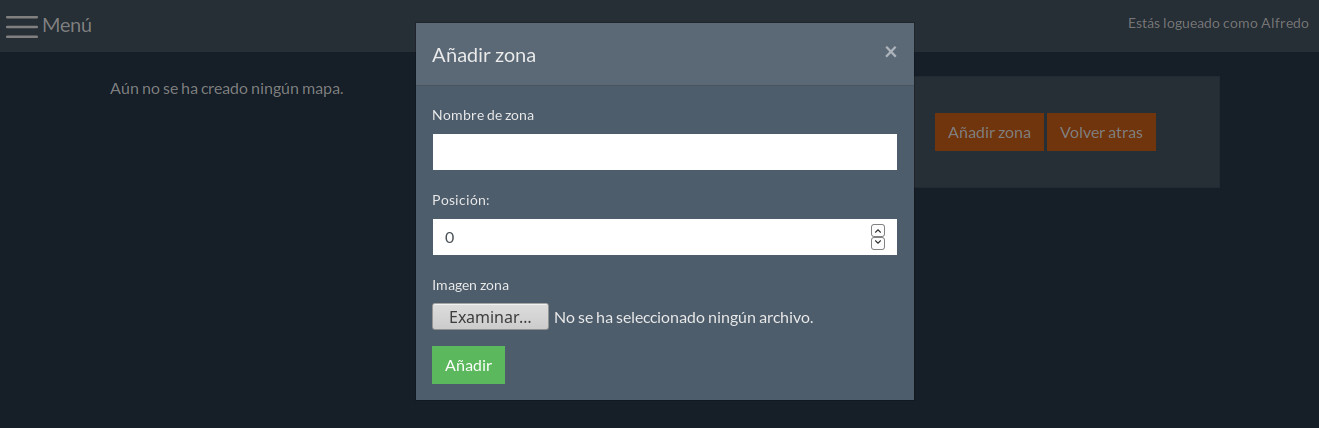 Menú
Estás logueado como Alfredo
Añadir zona
×
Aún no se ha creado ningún mapa.
Nombre de zona
Añadir zona
Volver atras
Posición:
0
Imagen zona
Examinar...
No se ha seleccionado ningún archivo.
Añadir